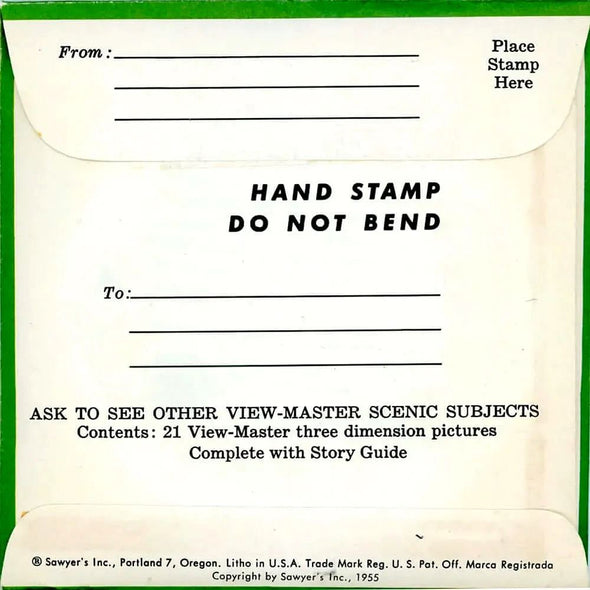 From:
Place
Stamp
Here
HAND STAMP
DO NOT BEND
To:
ASK TO SEE OTHER VIEW-MASTER SCENIC SUBJECTS
Contents: 21 View-Master three dimension pictures
Complete with Story Guide
® Sawyer's Inc., Portland 7, Oregon. Litho in U.S.A. Trade Mark Reg. U. S. Pat. Off. Marca Registrada
Copyright by Sawyer's Inc., 1955